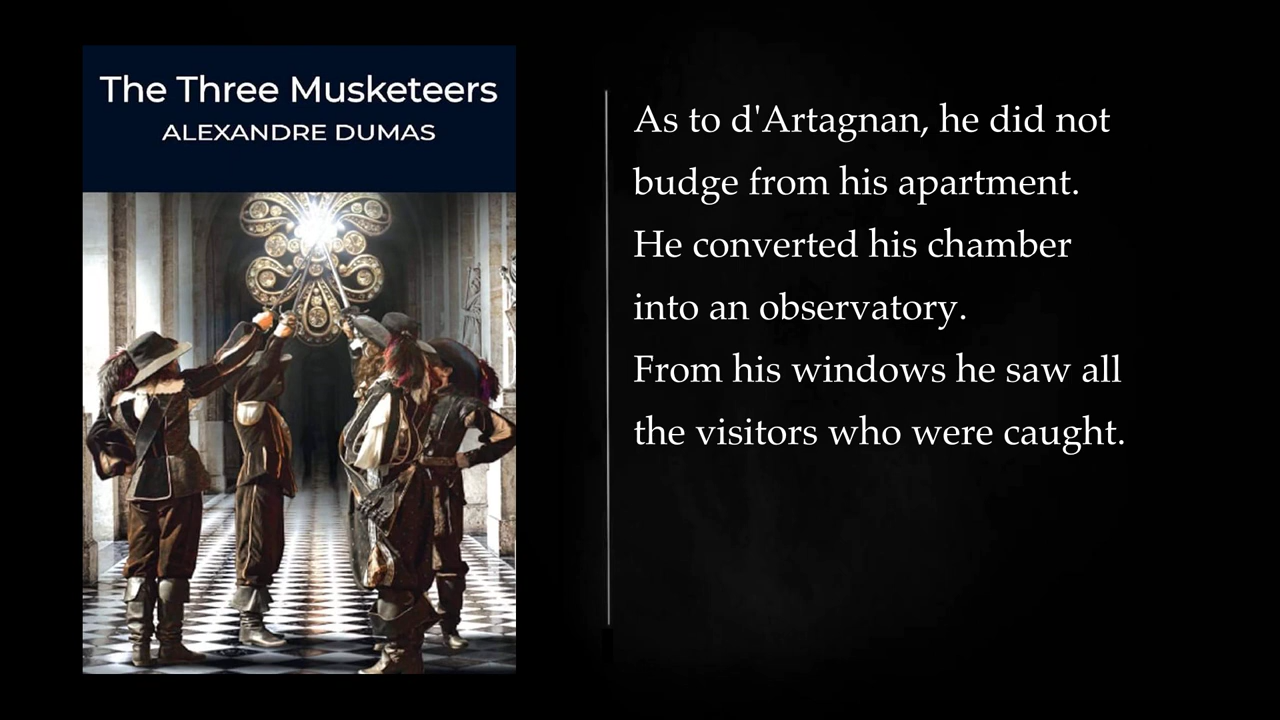 The Three Musketeers
ALEXANDRE DUMAS
As to d'Artagnan, he did not
budge from his apartment.
He converted his chamber
into an observatory.
From his windows he saw all
the visitors who were caught.